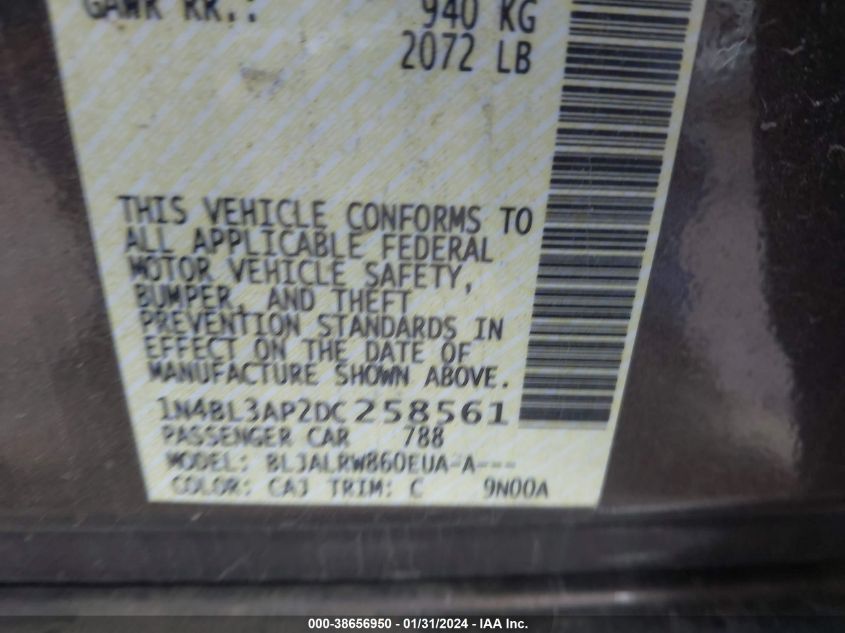 GAWR RR.: 940 KG
2072 LB
THIS VEHICLE CONFORMS TO
ALL APPLICABLE FEDERAL
MOTOR VEHICLE SAFETY,
BUMPER, AND THEFT
PREVENTION STANDARDS IN
EFFECT ON THE DATE OF
MANUFACTURE SHOWN ABOVE.
1N4BL3AP2DC258561
PASSENGER CAR 788
MODEL: BLJALRW860EUA-A---
COLOR: CAJ TRIM: C 9N00A
000-38656950 - 01/31/2024 - IAA Inc.